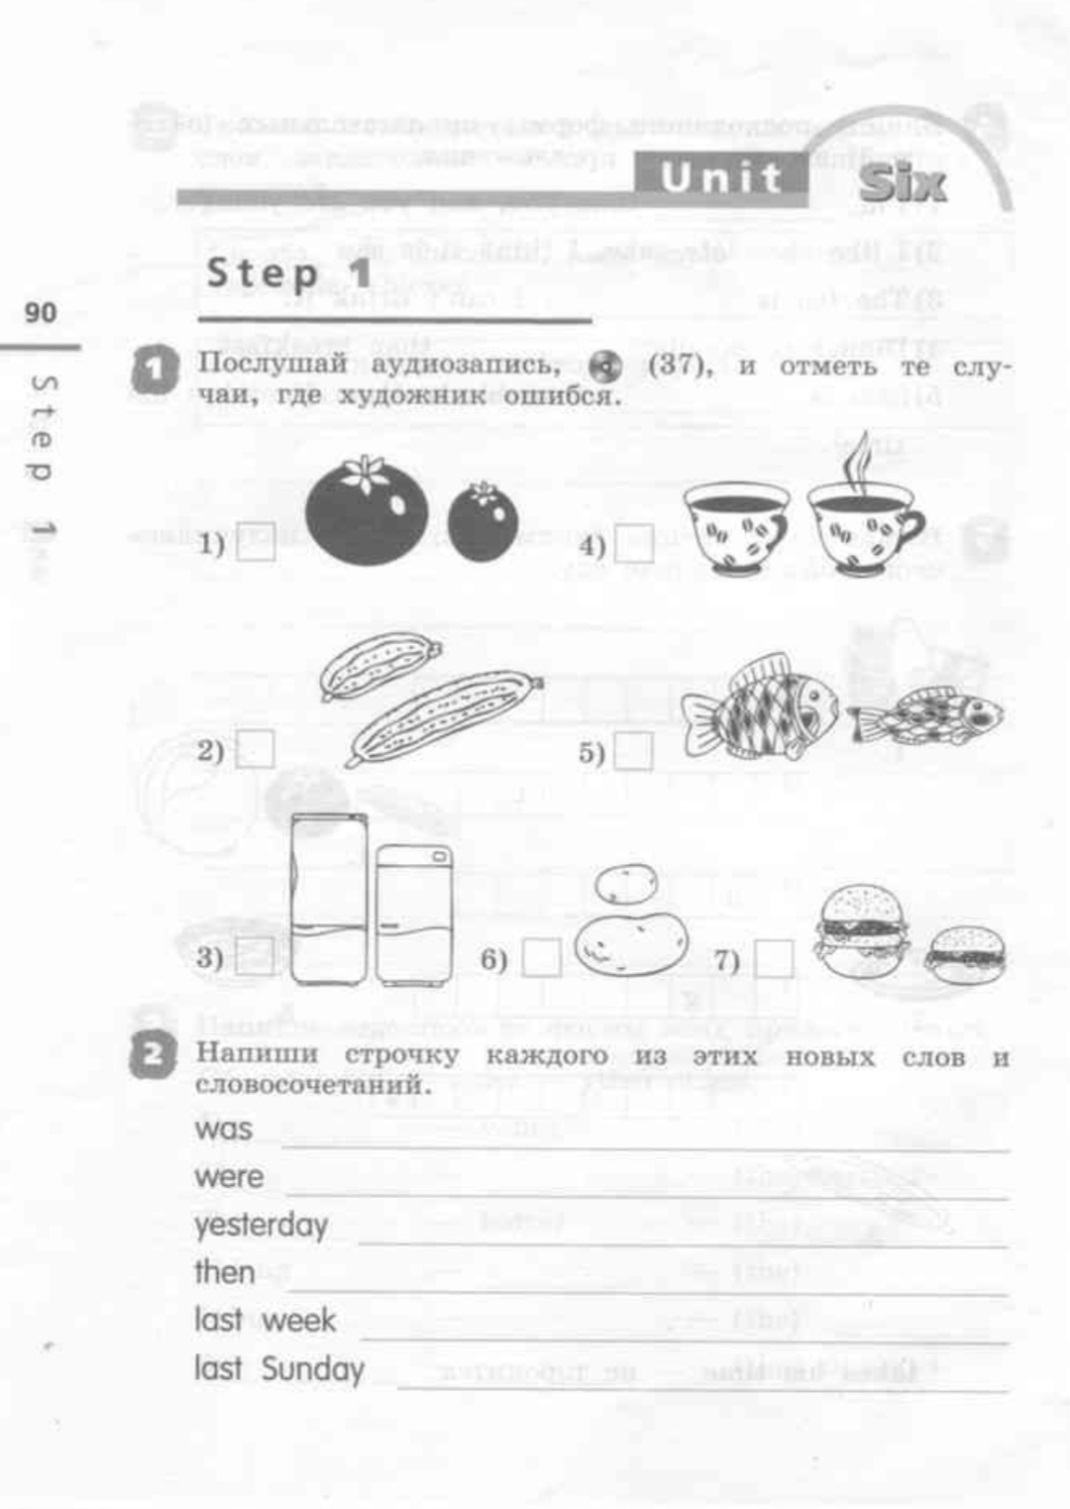 Unit Six
Step 1
90
Step 1
1 Послушай аудиозапись, (37), и отметь те слу-
чаи, где художник ошибся.
1)
4)
2)
5)
3)
6)
7)
2 Напиши строчку каждого из этих новых слов и
словосочетаний.
was
were
yesterday
then
last week
last Sunday